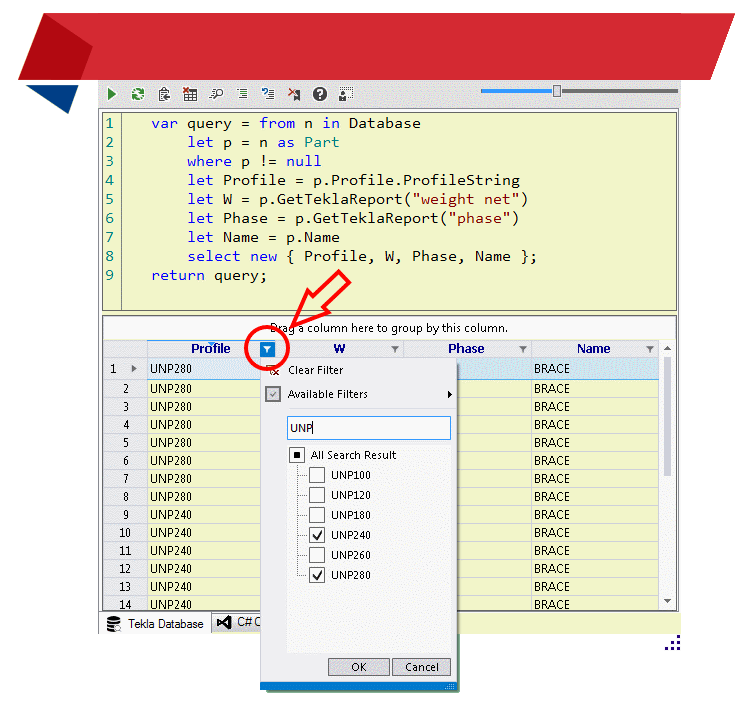 1 var query = from n in Database
2 let p = n as Part
3 where p != null
4 let Profile = p.Profile.ProfileString
5 let W = p.GetTeklaReport("weight net")
6 let Phase = p.GetTeklaReport("phase")
7 let Name = p.Name
8 select new { Profile, W, Phase, Name };
9 return query;
Drag a column here to group by this column.
Profile W Phase Name
1 UNP280 BRACE
2 UNP280 BRACE
3 UNP280 BRACE
4 UNP280 BRACE
5 UNP280 BRACE
6 UNP280 BRACE
7 UNP280 BRACE
8 UNP280 BRACE
9 UNP240 BRACE
10 UNP240 BRACE
11 UNP240 BRACE
12 UNP240 BRACE
13 UNP240 BRACE
14 UNP240 BRACE
Clear Filter
Available Filters
UNP
All Search Result
UNP100
UNP120
UNP180
UNP240
UNP260
UNP280
OK Cancel
Tekla Database C#